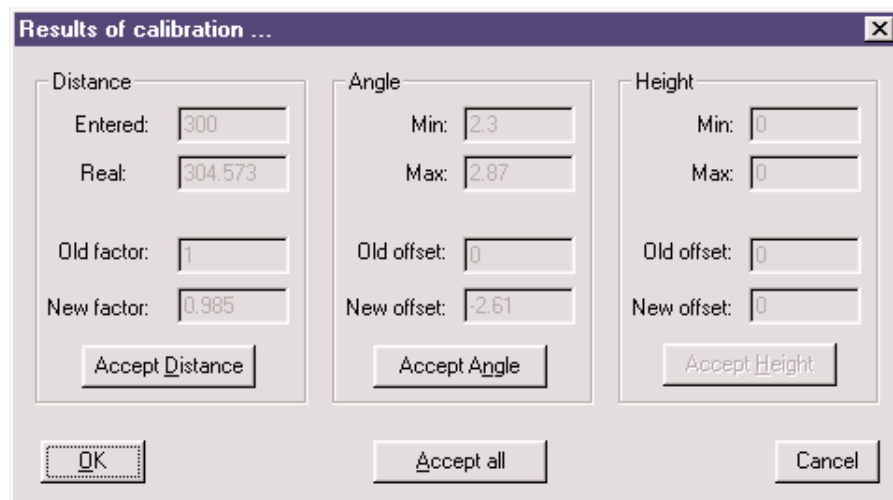 Results of calibration ...
Distance
Entered: 300
Real: 304.573
Old factor: 1
New factor: 0.985
Accept Distance
Angle
Min: 2.3
Max: 2.87
Old offset: 0
New offset: -2.61
Accept Angle
Height
Min: 0
Max: 0
Old offset: 0
New offset: 0
Accept Height
OK
Accept all
Cancel